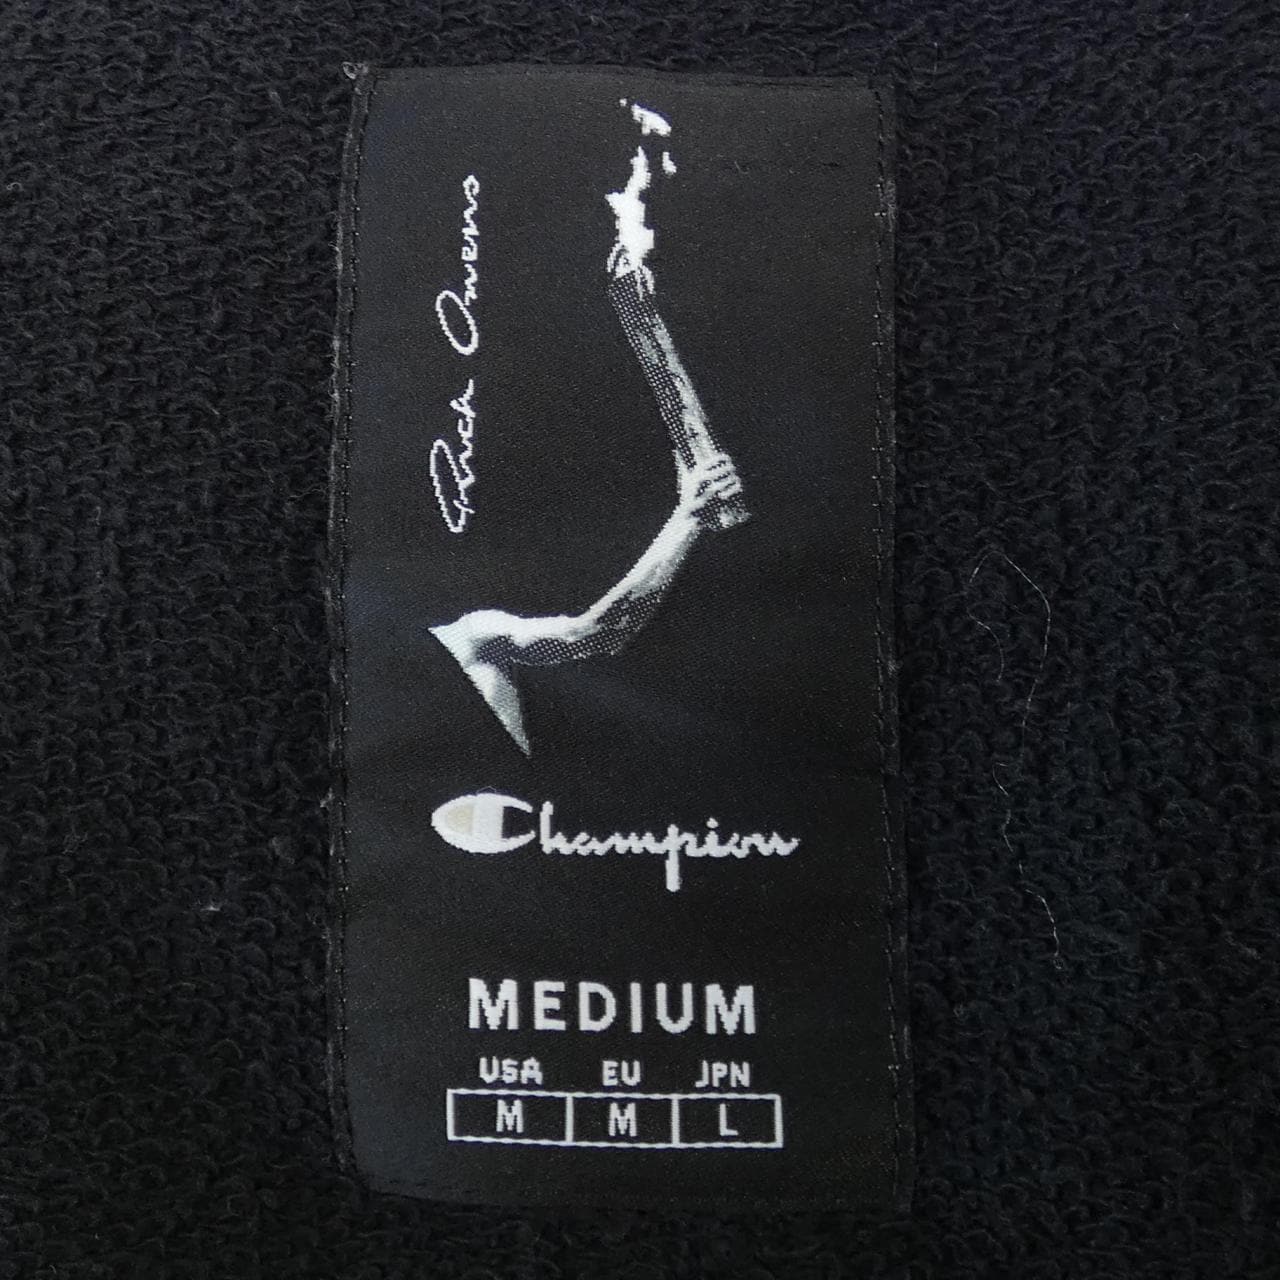 Rick Owens
Champion
MEDIUM
USA EU JPN
M M L